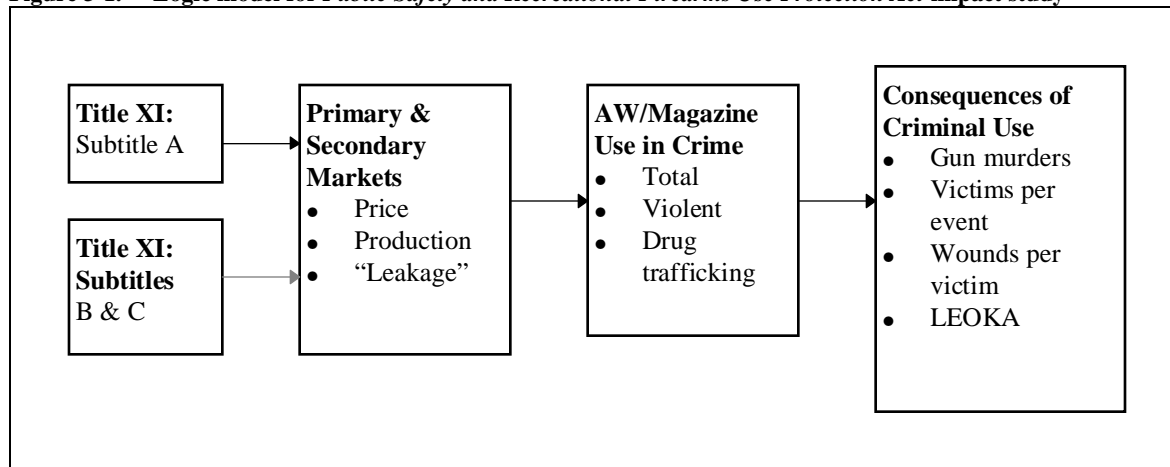 Figure 3-1. Logic model for Public Safety and Recreational Firearms Use Protection Act impact study
Title XI:
Subtitle A
Title XI:
Subtitles
B & C
Primary &
Secondary
Markets
● Price
● Production
● “Leakage”
AW/Magazine
Use in Crime
● Total
● Violent
● Drug
trafficking
Consequences of
Criminal Use
● Gun murders
● Victims per
event
● Wounds per
victim
● LEOKA